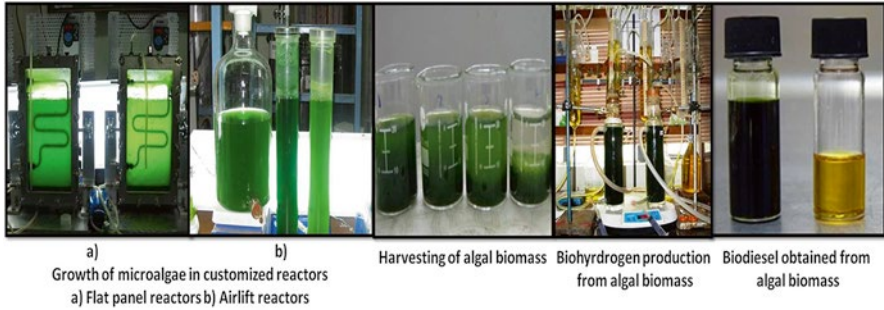 a)
b)
Growth of microalgae in customized reactors
a) Flat panel reactors b) Airlift reactors
Harvesting of algal biomass
Biohyrdrogen production
from algal biomass
Biodiesel obtained from
algal biomass